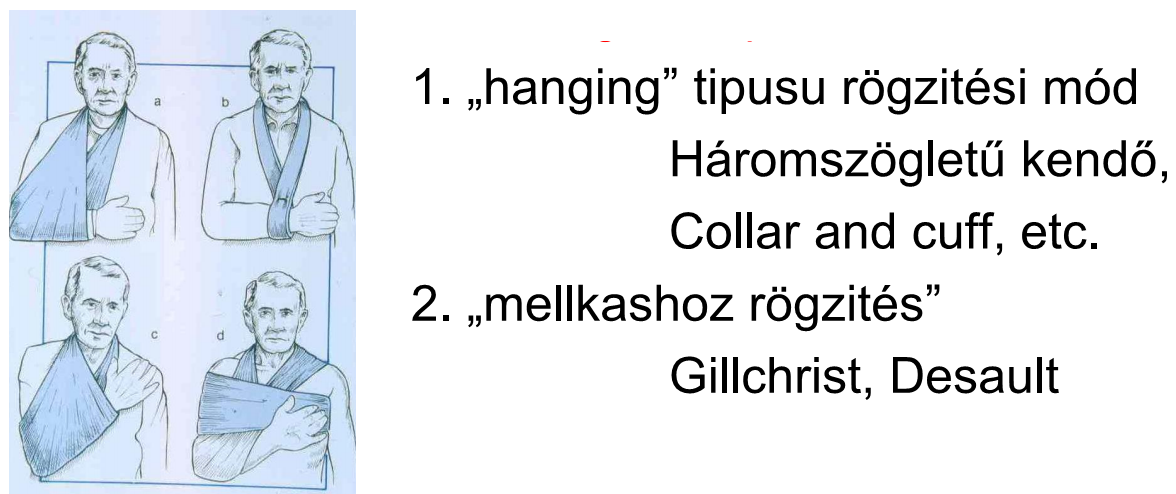 a
b
c
d
1. „hanging” tipusu rögzitési mód
Háromszögletű kendő,
Collar and cuff, etc.
2. „mellkashoz rögzités”
Gillchrist, Desault